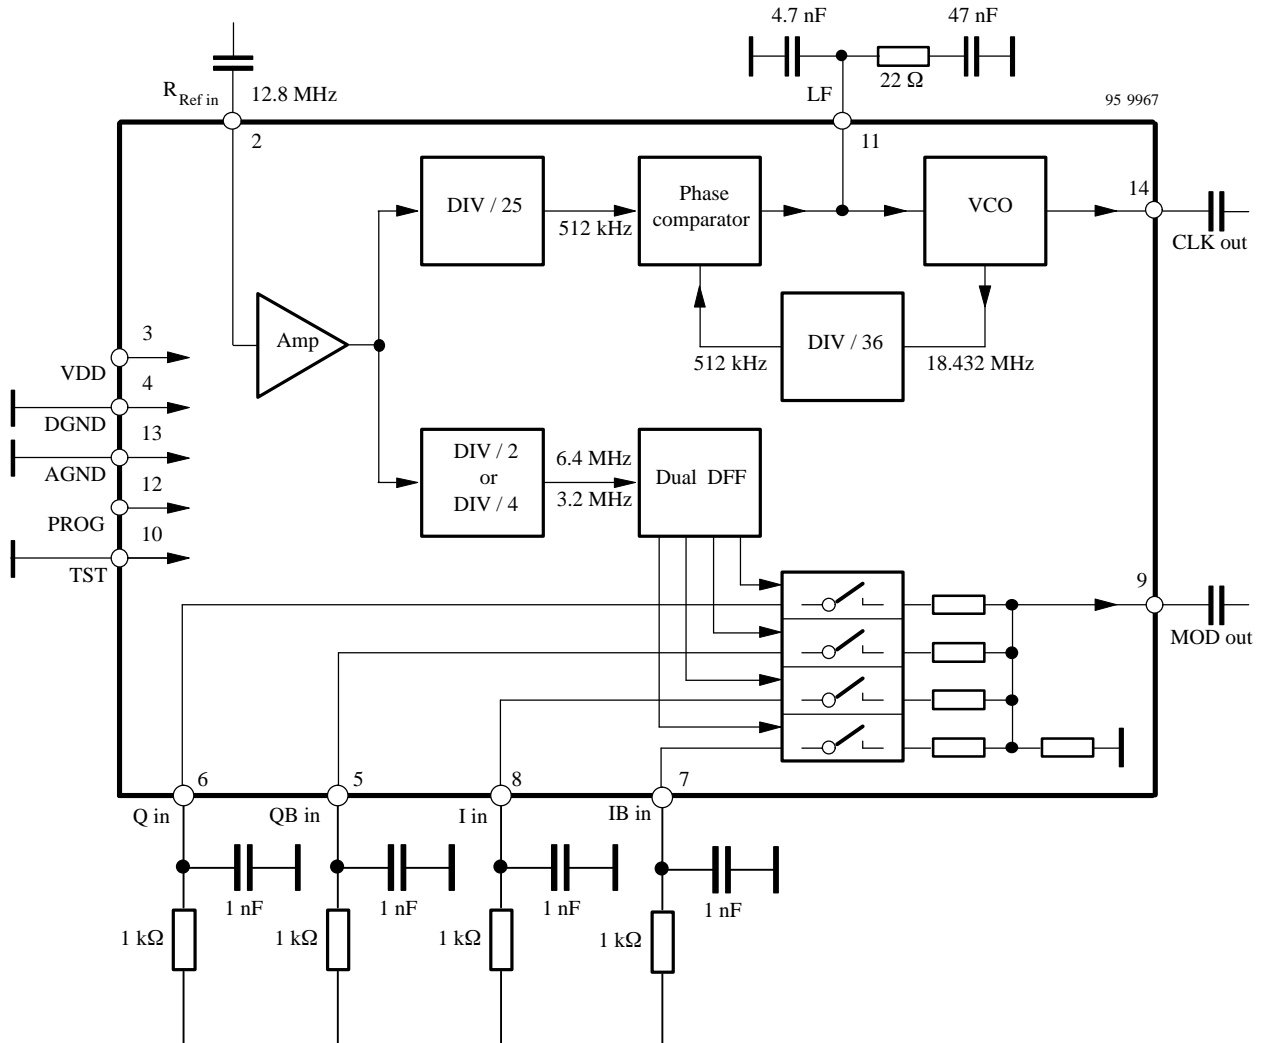 4.7 nF
47 nF
22 Ω
R Ref in
12.8 MHz
LF
95 9967
2
11
DIV / 25
512 kHz
Phase
comparator
VCO
14
CLK out
Amp
512 kHz
DIV / 36
18.432 MHz
3
VDD
4
DGND
13
AGND
12
PROG
10
TST
DIV / 2
or
DIV / 4
6.4 MHz
3.2 MHz
Dual DFF
9
MOD out
6
5
8
7
Q in
QB in
I in
IB in
1 nF
1 nF
1 nF
1 nF
1 kΩ
1 kΩ
1 kΩ
1 kΩ